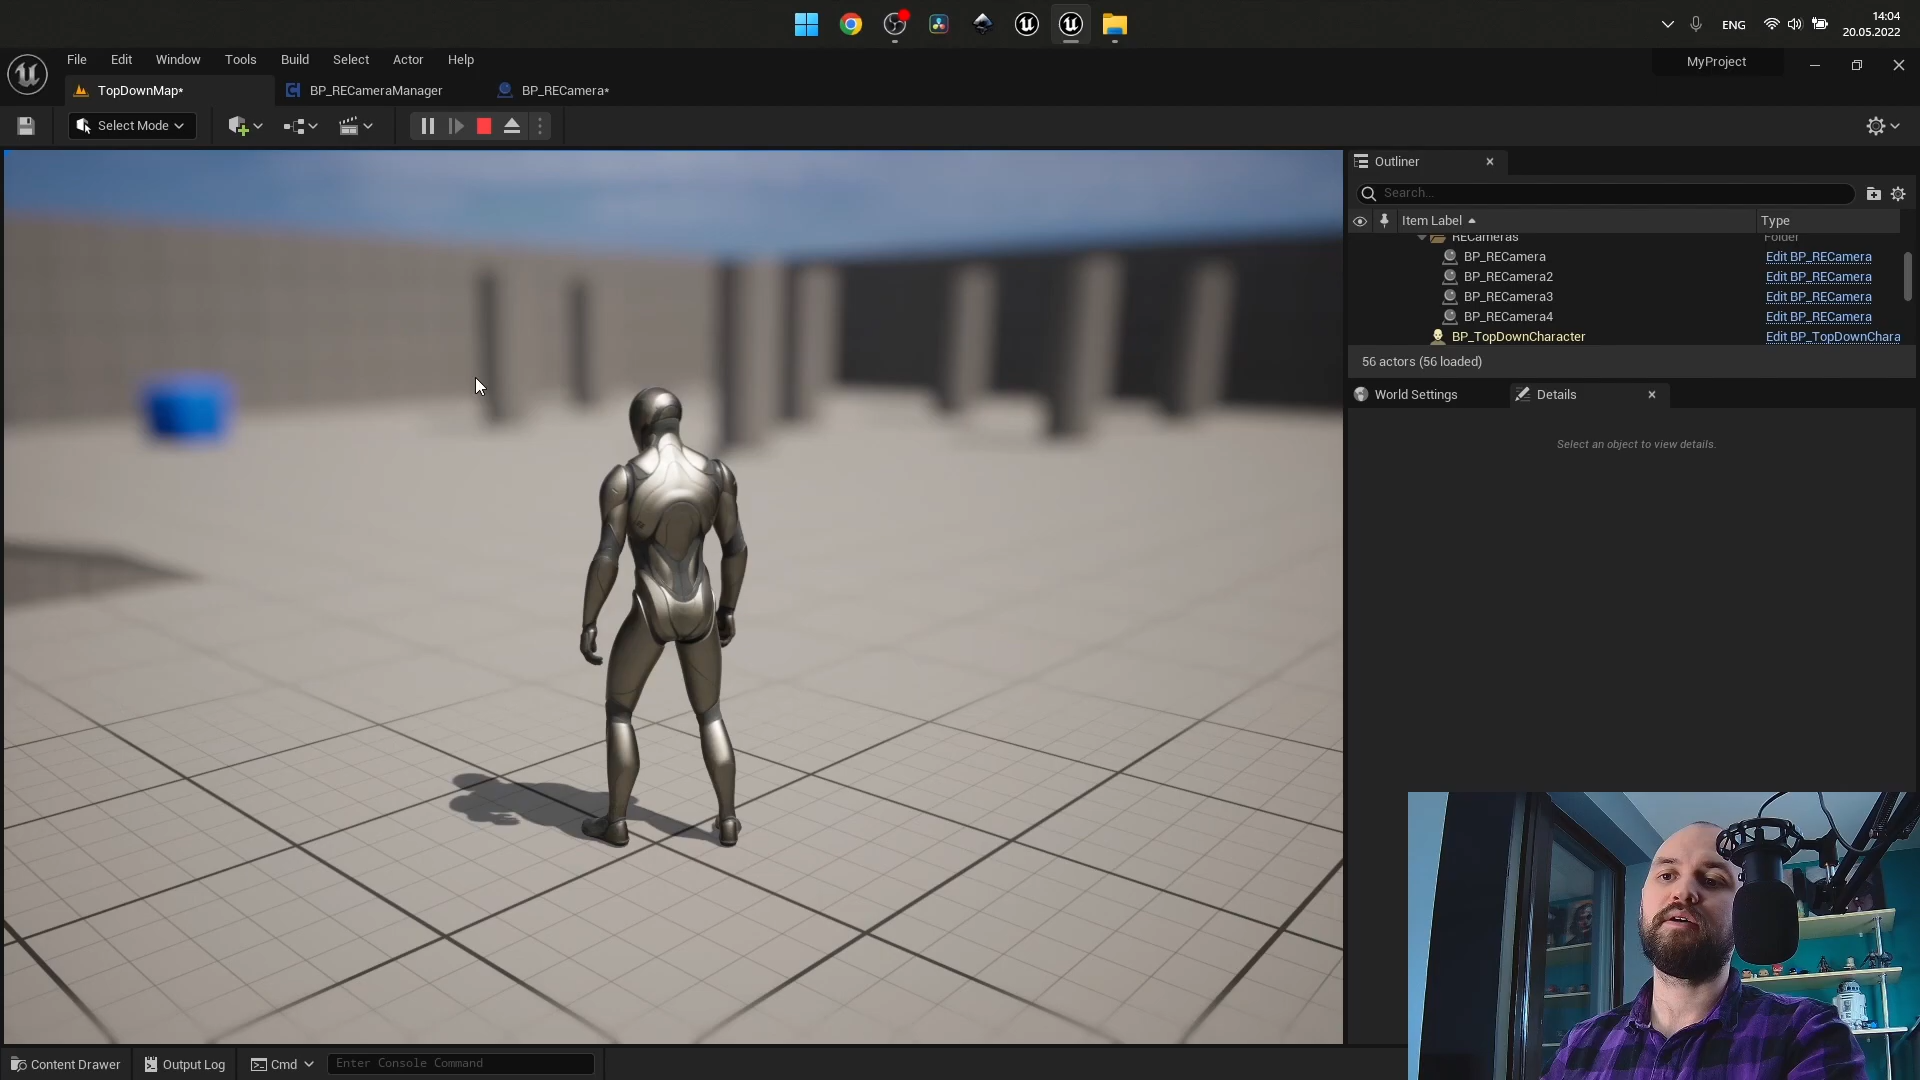 ENG
14:04
20.05.2022
File Edit Window Tools Build Select Actor Help
MyProject
TopDownMap* BP_RECameraManager BP_RECamera*
Select Mode
Outliner
Search...
Item Label Type
RECameras Folder
BP_RECamera Edit BP_RECamera
BP_RECamera2 Edit BP_RECamera
BP_RECamera3 Edit BP_RECamera
BP_RECamera4 Edit BP_RECamera
BP_TopDownCharacter Edit BP_TopDownChara
56 actors (56 loaded)
World Settings Details
Select an object to view details.
Content Drawer Output Log Cmd Enter Console Command